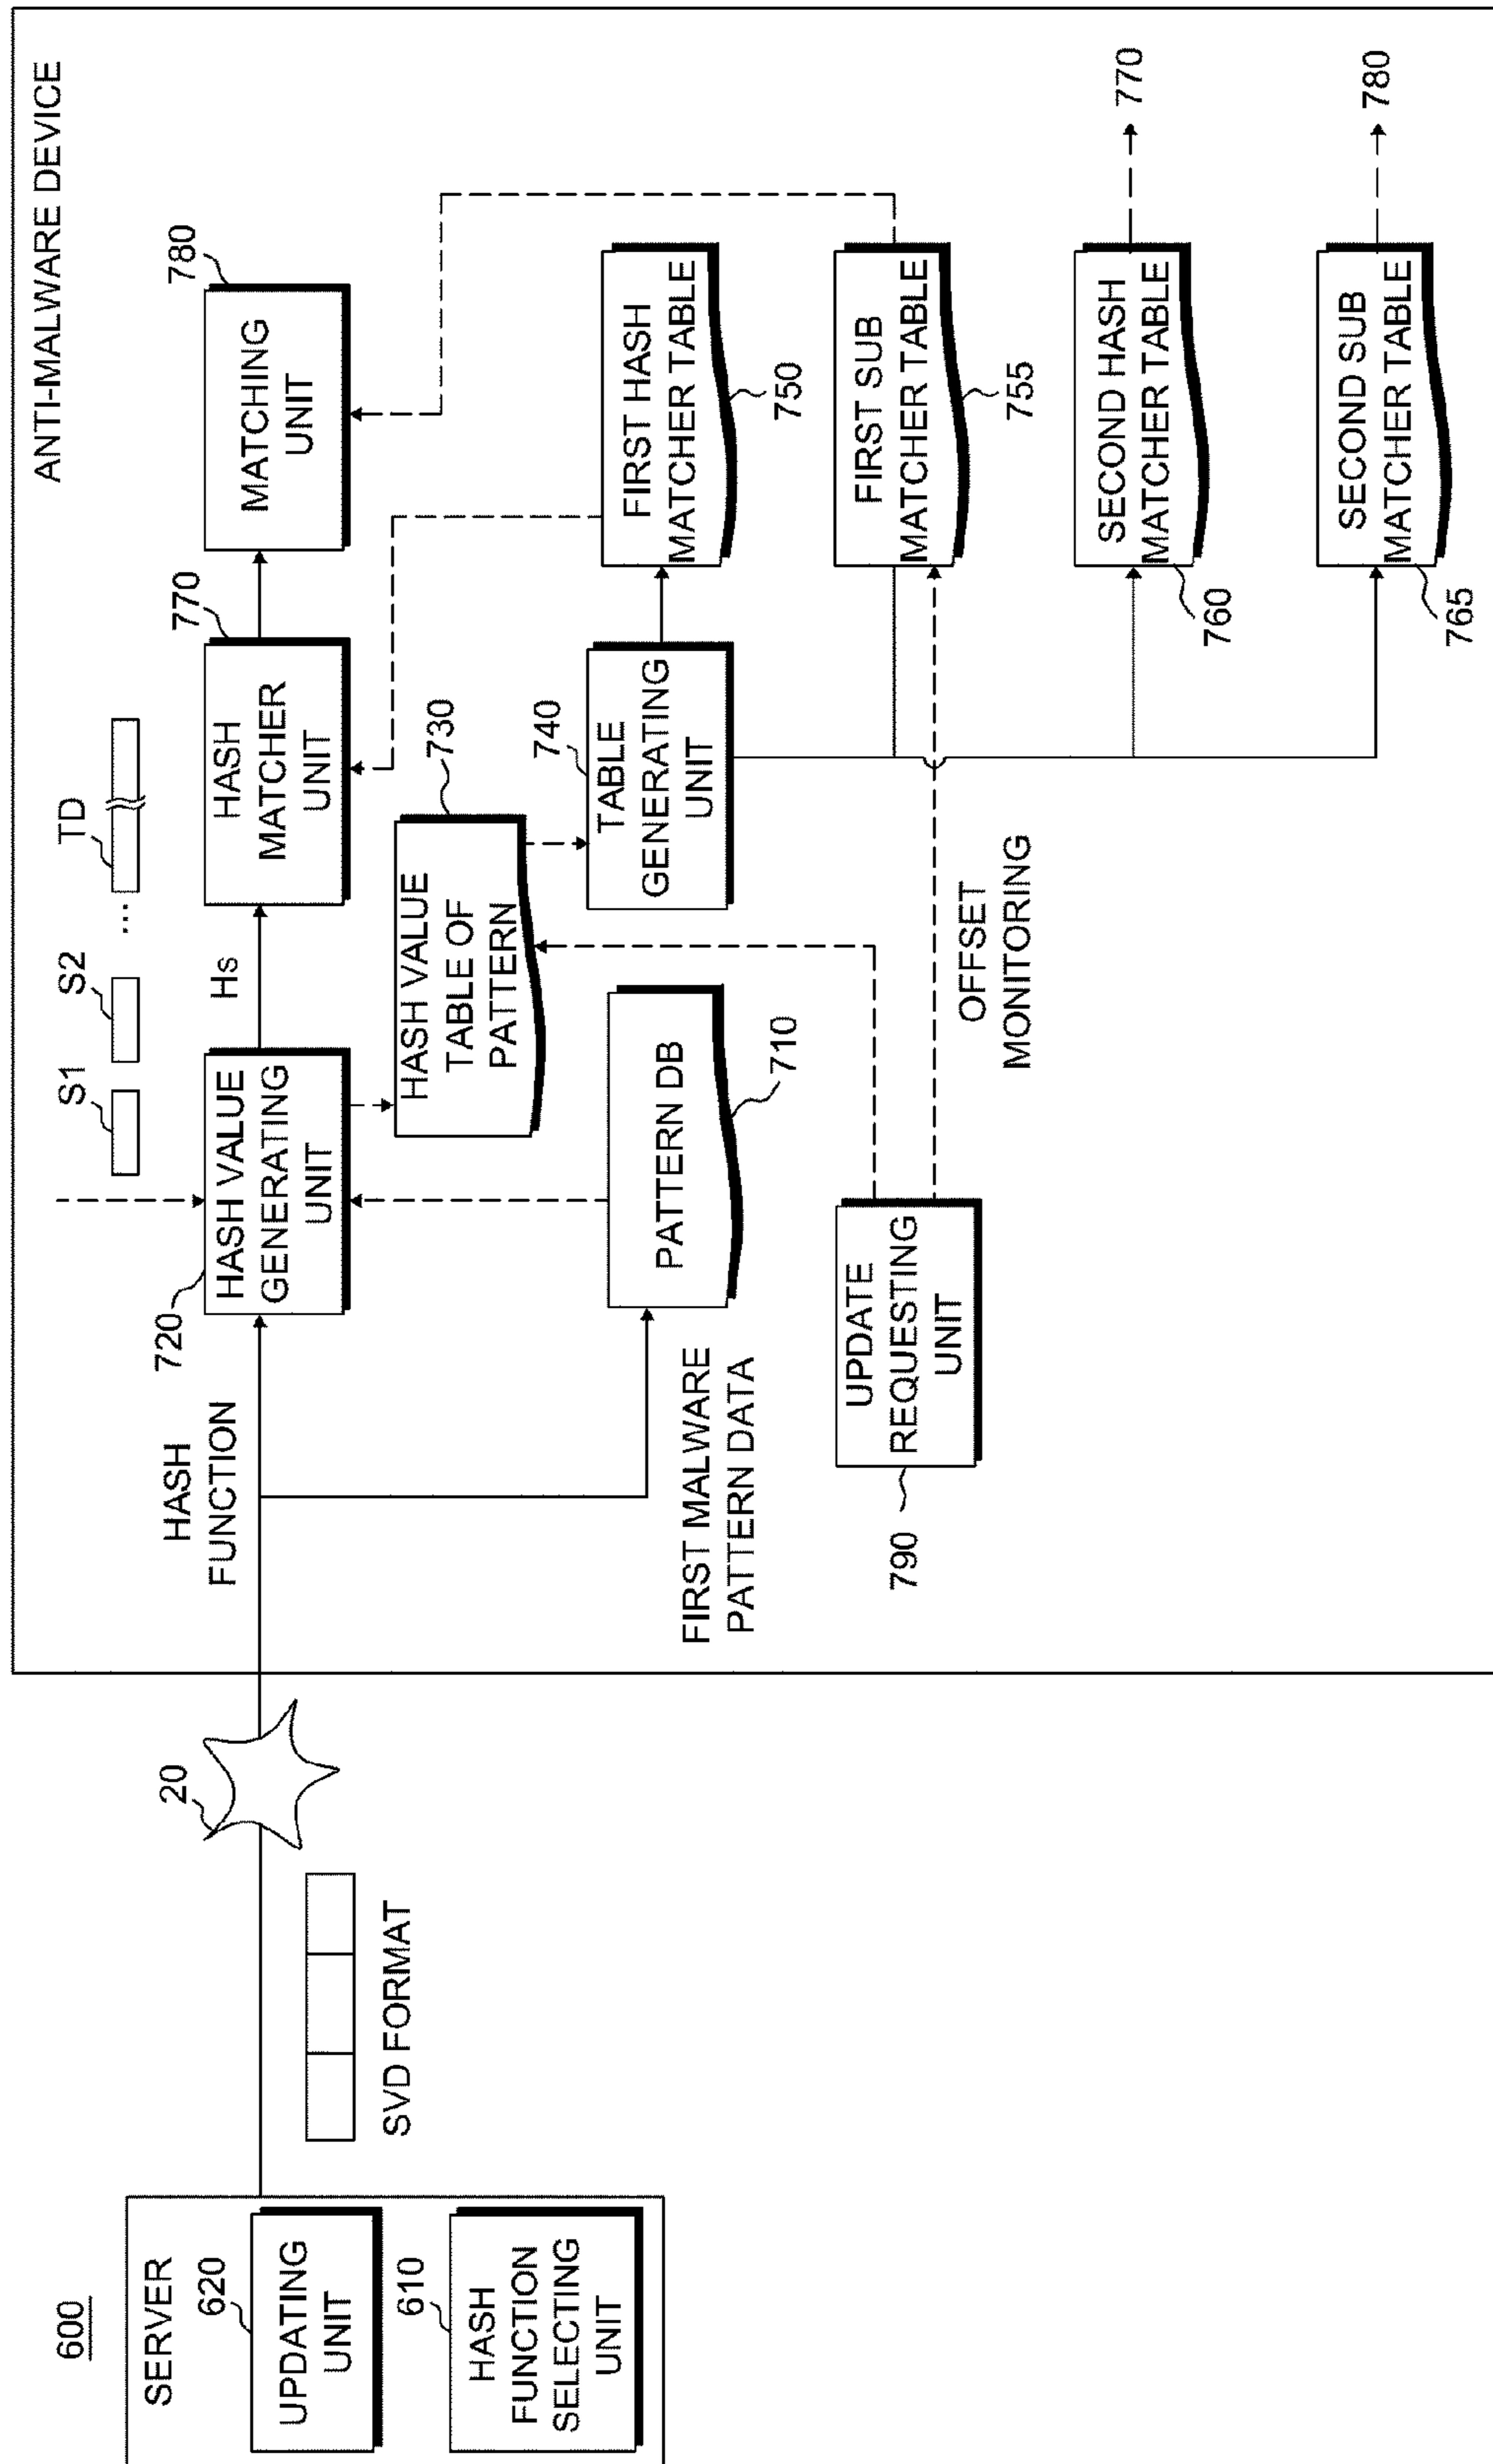 600
SERVER
620
UPDATING
UNIT
610
HASH
FUNCTION
SELECTING
UNIT
SVD FORMAT
20
ANTI-MALWARE DEVICE
HASH
FUNCTION
FIRST MALWARE
PATTERN DATA
720
HASH VALUE
GENERATING
UNIT
S1
S2
...
TD
Hs
770
HASH
MATCHER
UNIT
780
MATCHING
UNIT
730
HASH VALUE
TABLE OF
PATTERN
PATTERN DB
710
740
TABLE
GENERATING
UNIT
FIRST HASH
MATCHER TABLE
750
FIRST SUB
MATCHER TABLE
755
790
UPDATE
REQUESTING
UNIT
OFFSET
MONITORING
SECOND HASH
MATCHER TABLE
760
770
SECOND SUB
MATCHER TABLE
765
780